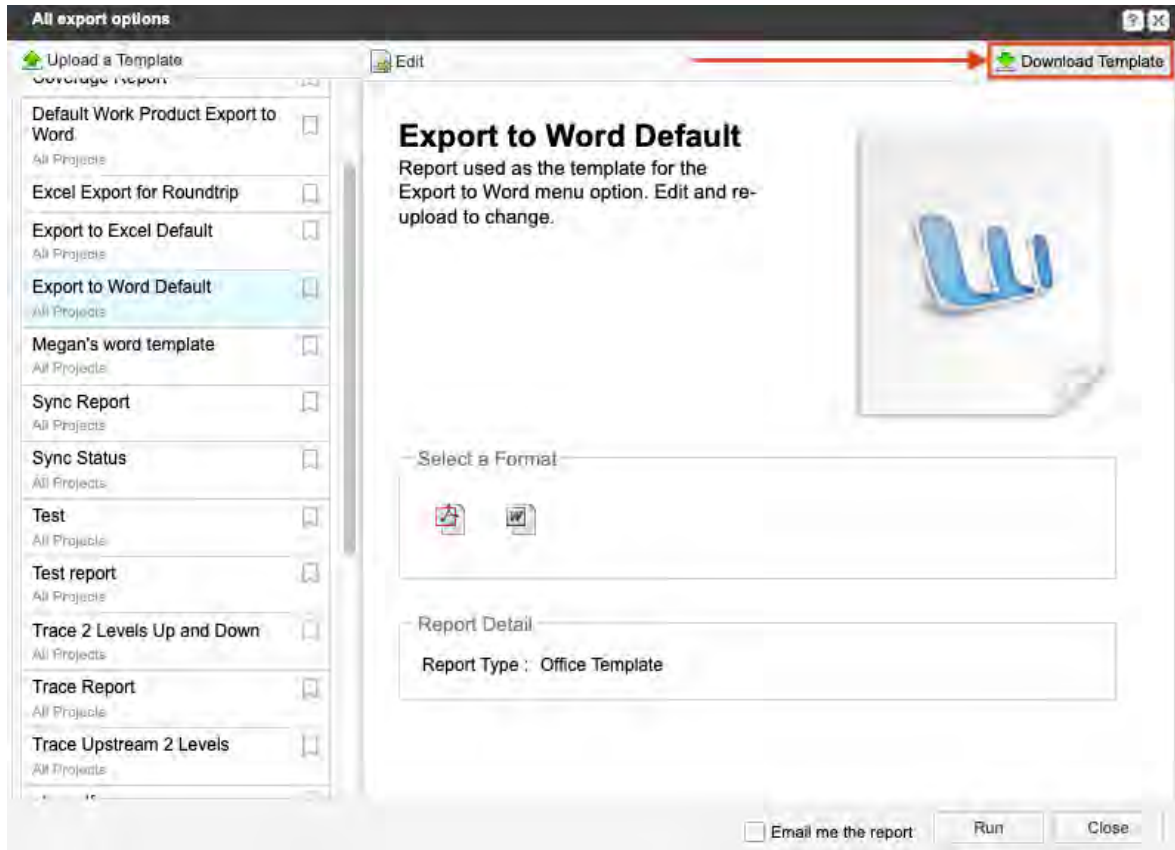 All export options
Upload a Template
Edit
Download Template
Coverage Report
Default Work Product Export to
Word
All Projects
Excel Export for Roundtrip
Export to Excel Default
All Projects
Export to Word Default
All Projects
Megan's word template
All Projects
Sync Report
All Projects
Sync Status
All Projects
Test
All Projects
Test report
All Projects
Trace 2 Levels Up and Down
All Projects
Trace Report
All Projects
Trace Upstream 2 Levels
All Projects
Export to Word Default
Report used as the template for the
Export to Word menu option. Edit and re-
upload to change.
Select a Format
Report Detail
Report Type : Office Template
Email me the report
Run
Close